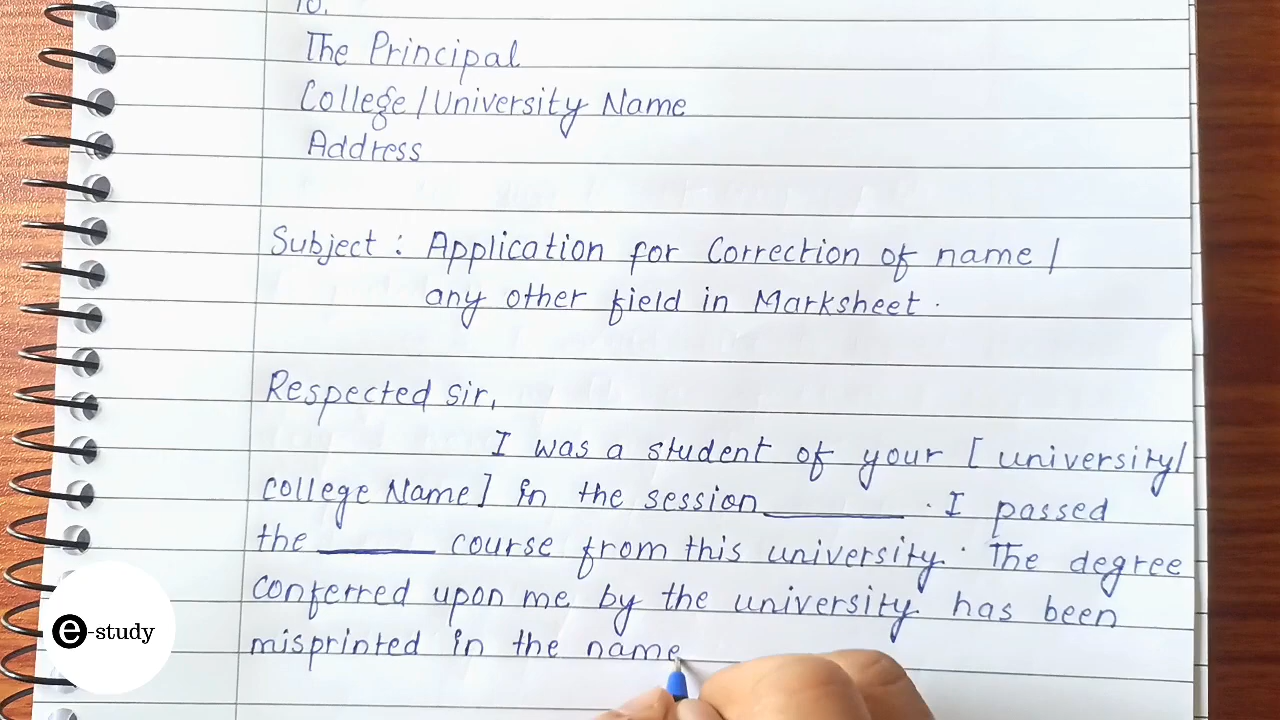 To,
The Principal
College/University Name
Address
Subject : Application for Correction of name /
any other field in Marksheet.
Respected Sir,
I was a student of your [university/
college Name] in the session ________ . I passed
the ______ course from this university. The degree
conferred upon me by the university has been
misprinted in the name
e-study